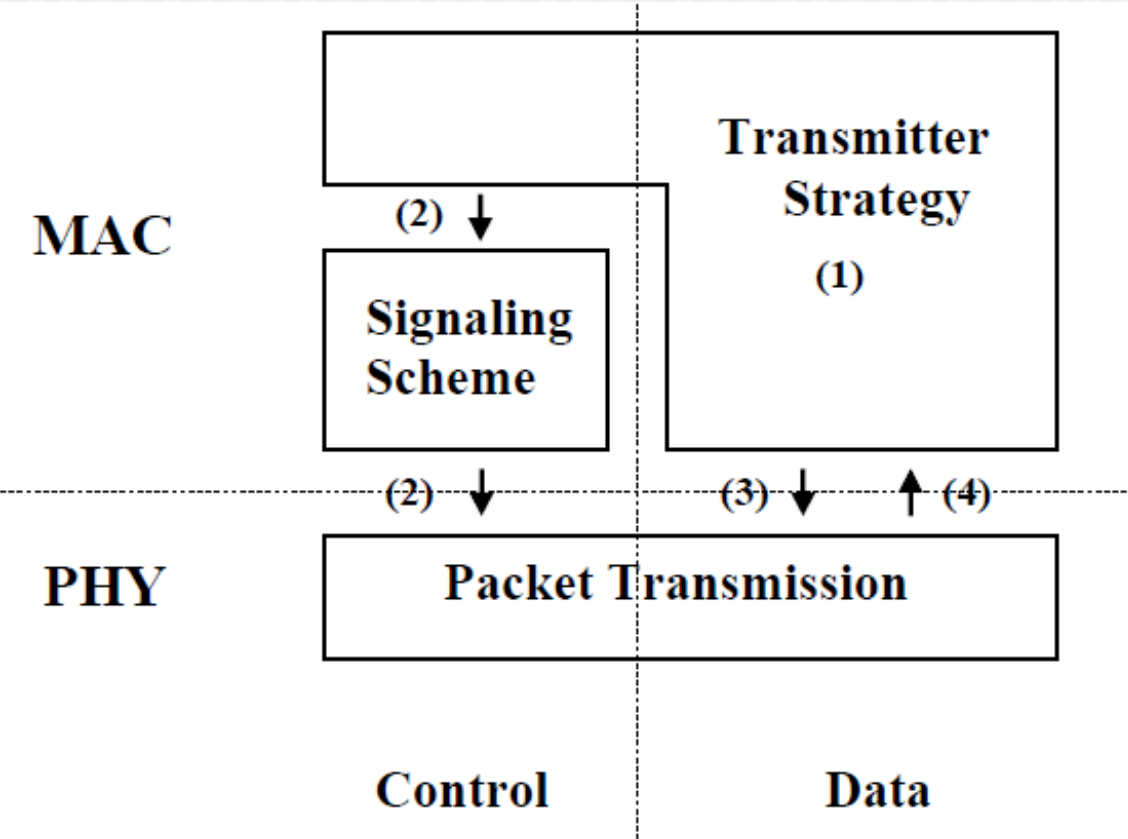 Transmitter
Strategy
(1)
MAC
(2)
Signaling
Scheme
(2)
(3)
(4)
PHY
Packet Transmission
Control
Data